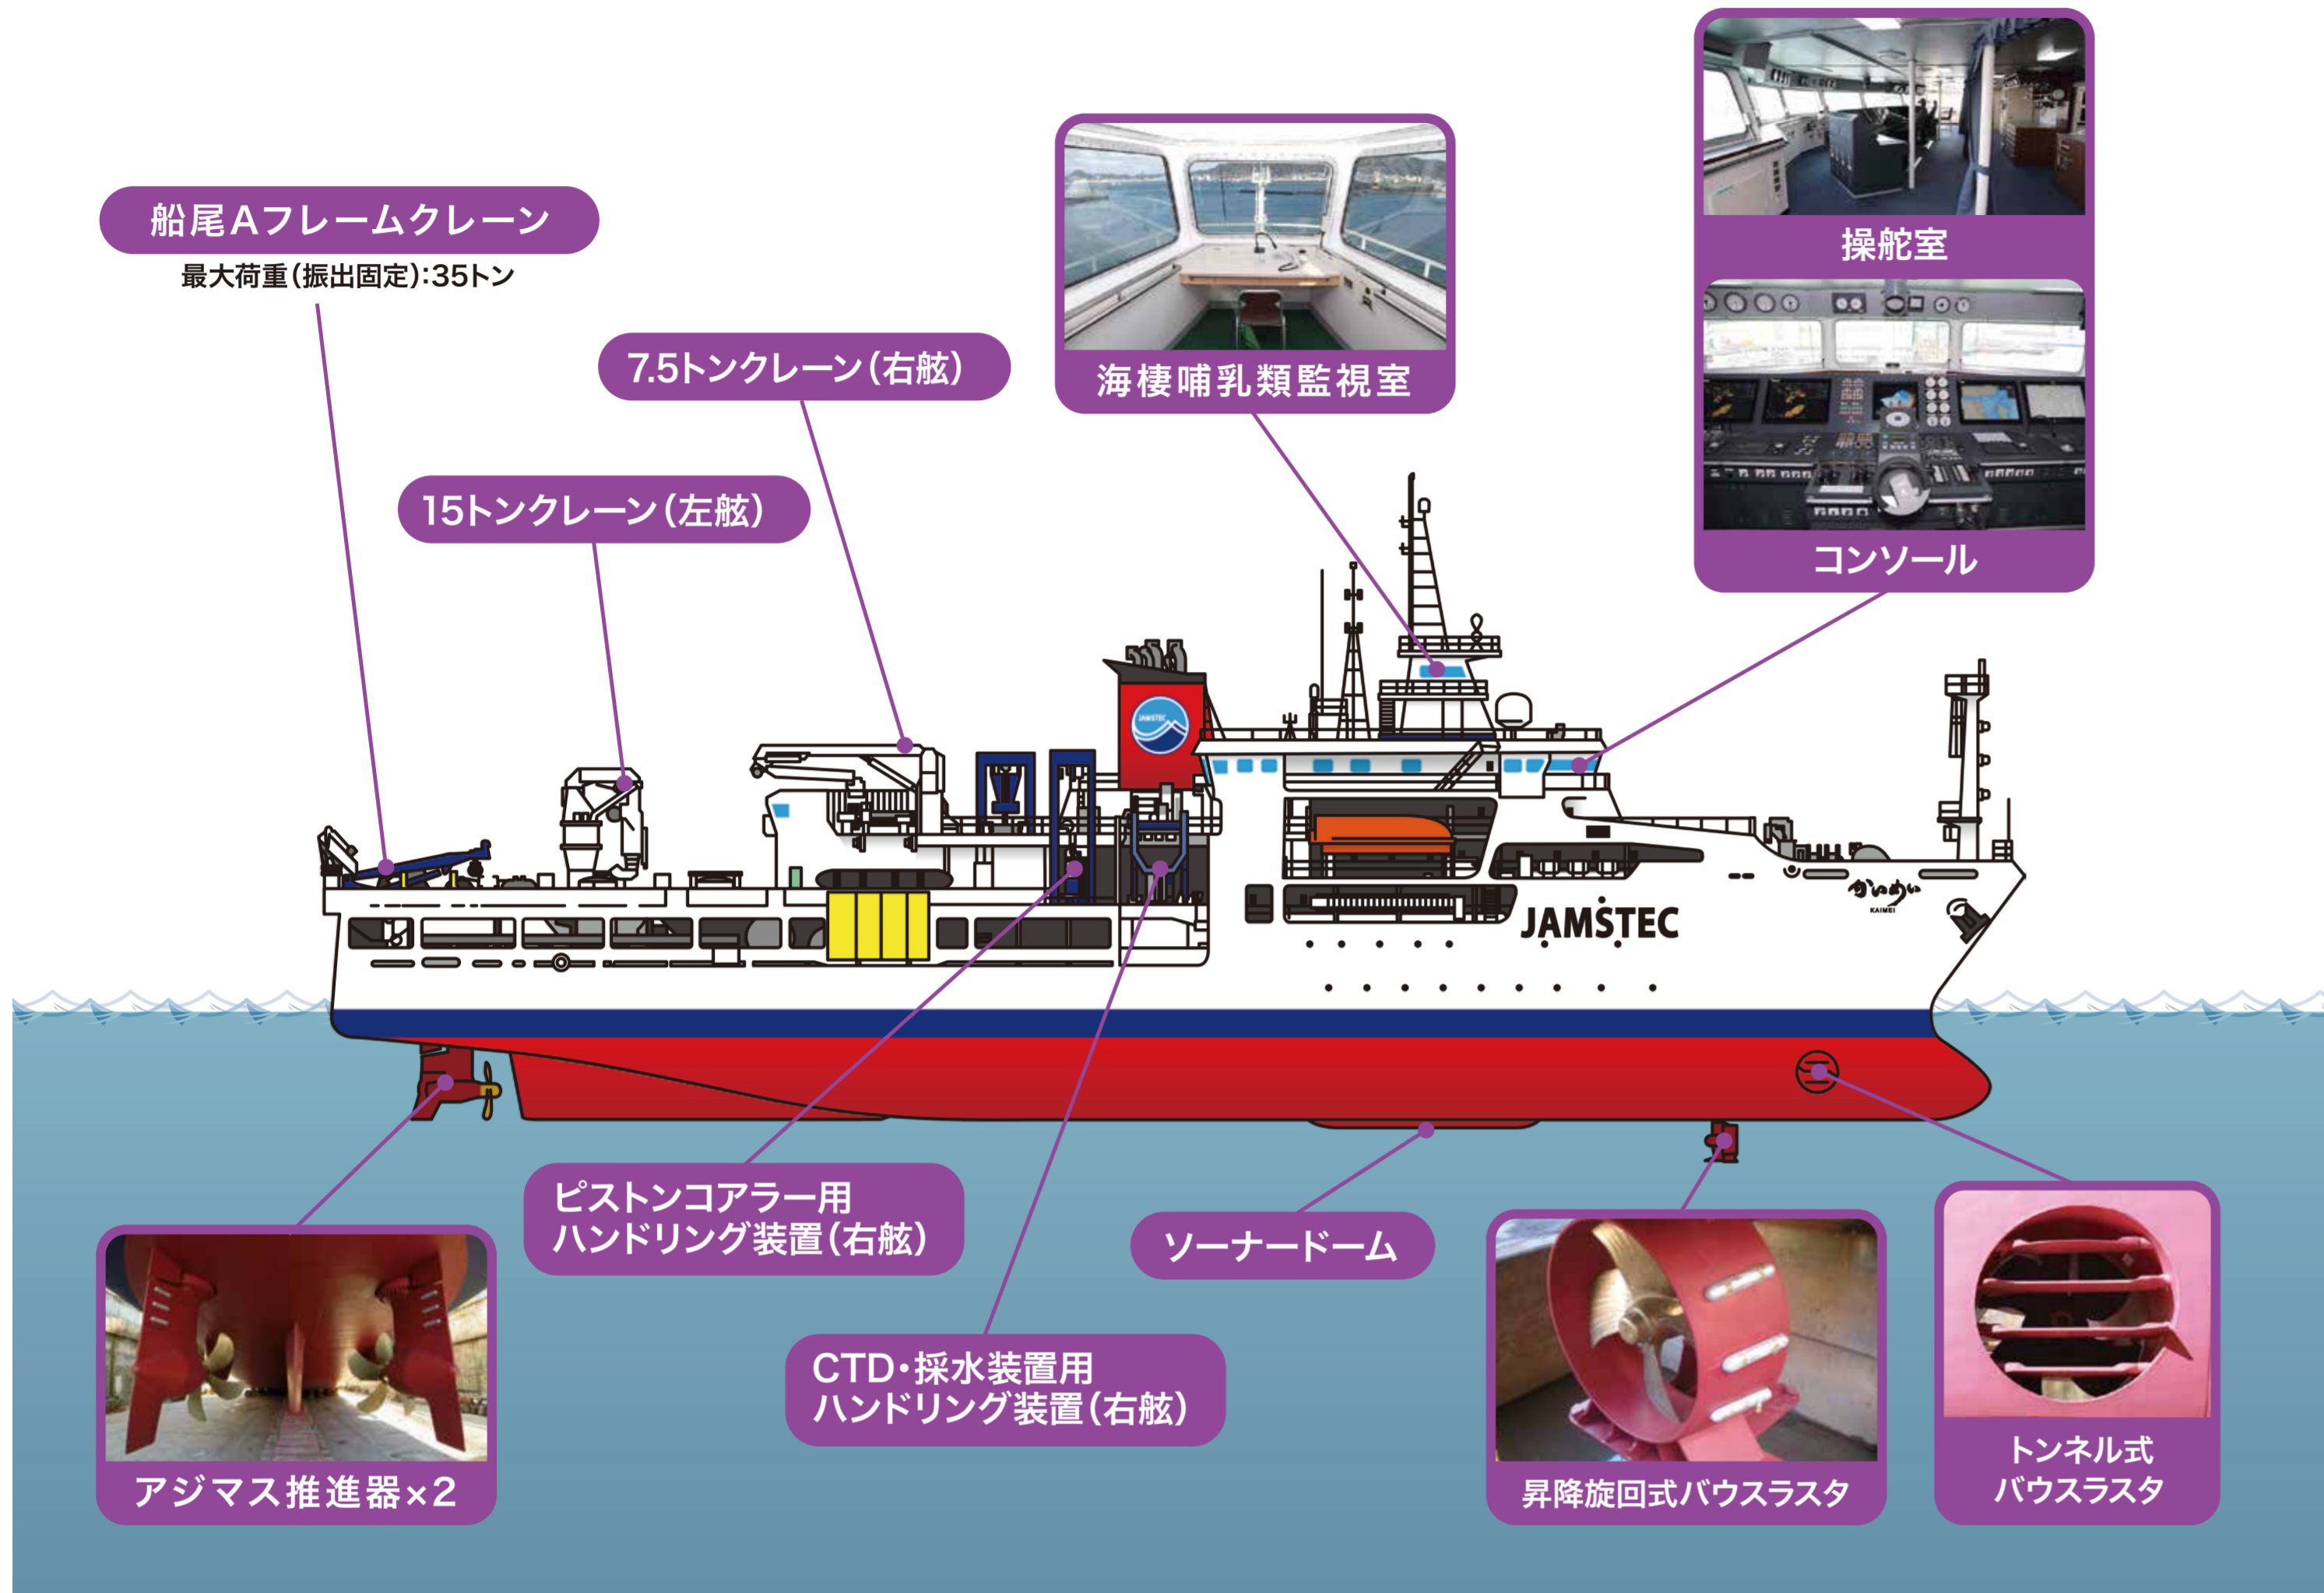 船尾Aフレームクレーン
最大荷重(振出固定):35トン
7.5トンクレーン(右舷)
15トンクレーン(左舷)
海棲哺乳類監視室
操舵室
コンソール
JAMSTEC
JAMSTEC
かいめい
KAIMEI
ピストンコアラー用
ハンドリング装置(右舷)
CTD・採水装置用
ハンドリング装置(右舷)
ソーナードーム
アジマス推進器×2
昇降旋回式バウスラスタ
トンネル式
バウスラスタ